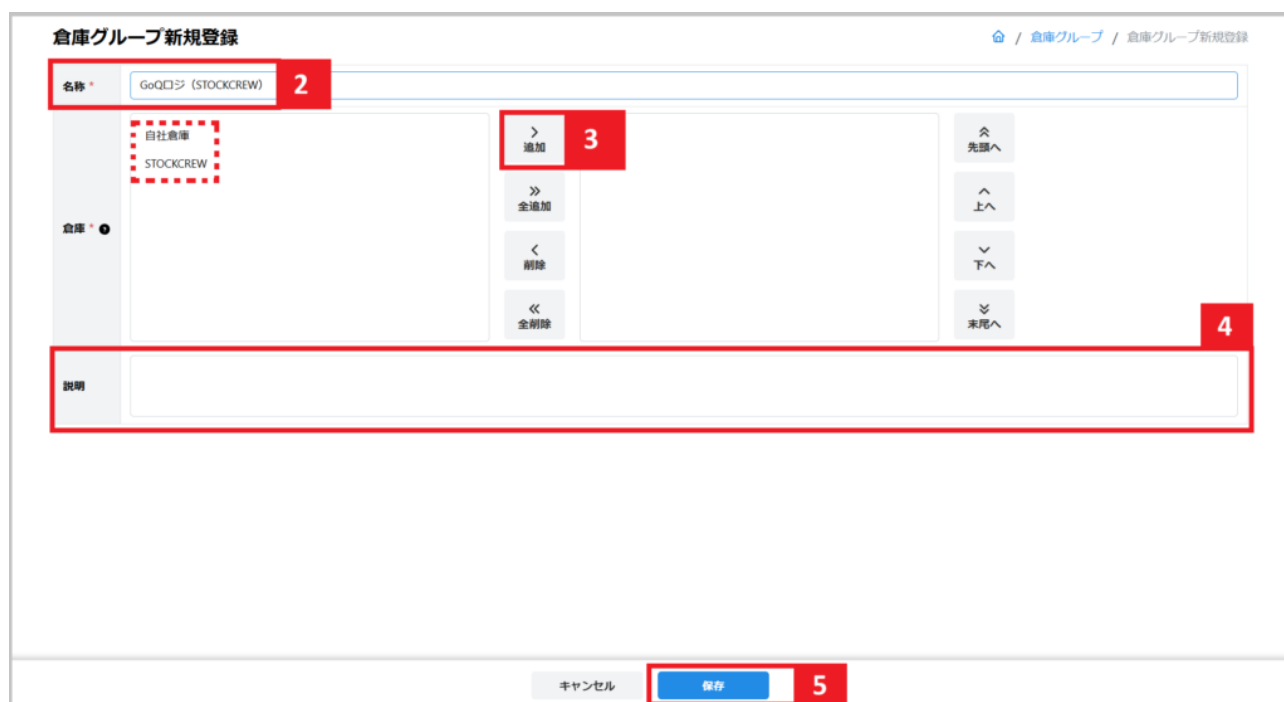 倉庫グループ新規登録
/ 倉庫グループ / 倉庫グループ新規登録
名称 * GoQロジ（STOCKCREW） 2
自社倉庫
STOCKCREW
倉庫 *
追加
3
全追加
削除
全削除
先頭へ
上へ
下へ
末尾へ
4
説明
キャンセル 保存 5